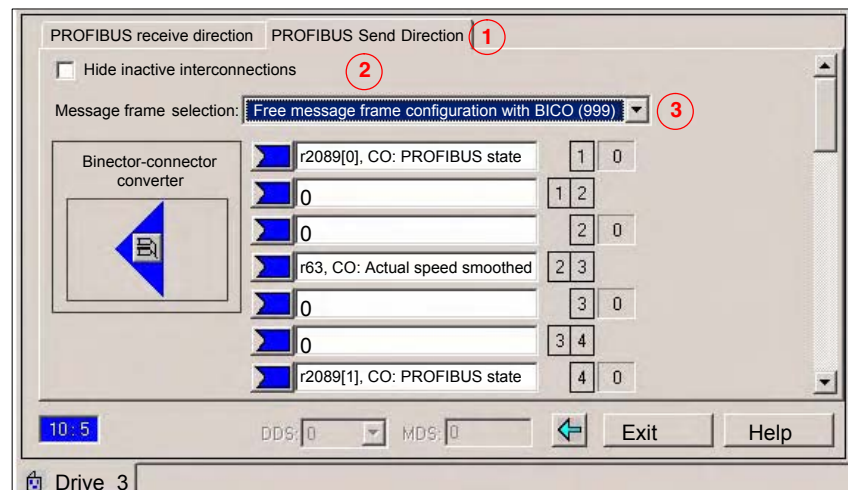 PROFIBUS receive direction PROFIBUS Send Direction 1
Hide inactive interconnections 2
Message frame selection: Free message frame configuration with BICO (999) 3
Binector-connector
converter
r2089[0], CO: PROFIBUS state 1 0
0 1 2
0 2 0
r63, CO: Actual speed smoothed 2 3
0 3 0
0 3 4
r2089[1], CO: PROFIBUS state 4 0
10:5 DDS: 0 MDS: 0 Exit Help
Drive_3